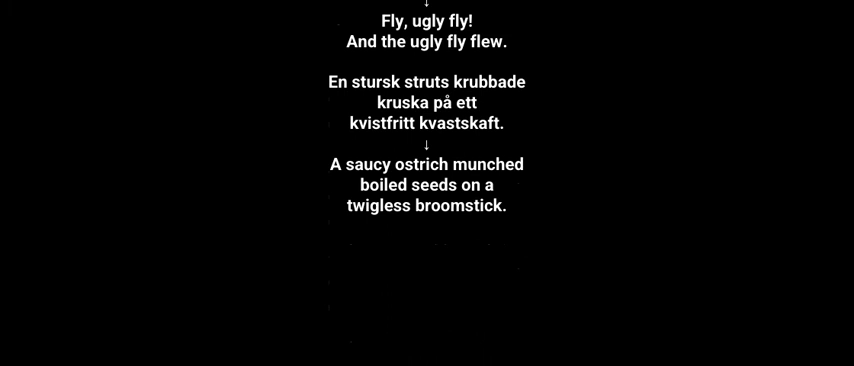 ↓
Fly, ugly fly!
And the ugly fly flew.
En stursk struts krubbade
kruska på ett
kvistfritt kvastskaft.
↓
A saucy ostrich munched
boiled seeds on a
twigless broomstick.